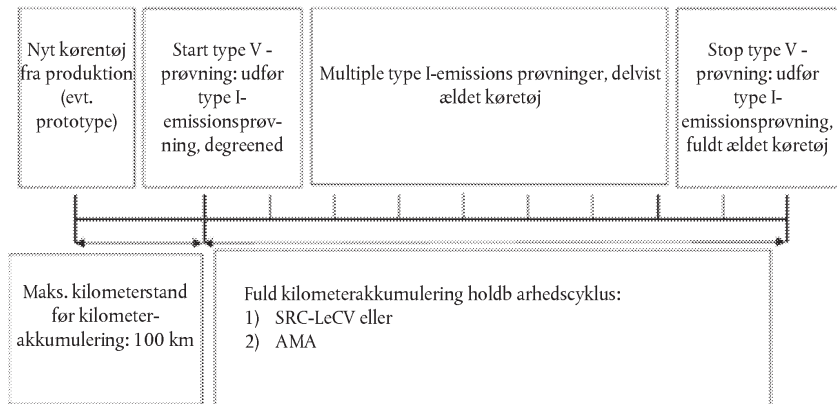 Nyt kørentøj
fra produktion
(evt.
prototype)
Start type V -
prøvning: udfør
type I-
emissionsprøv-
ning, degreened
Multiple type I-emissions prøvninger, delvist
ældet køretøj
Stop type V -
prøvning: udfør
type I-
emissionsprøvning,
fuldt ældet køretøj
Maks. kilometerstand
før kilometer-
akkumulering: 100 km
Fuld kilometerakkumulering holdb arhedscyklus:
1) SRC-LeCV eller
2) AMA